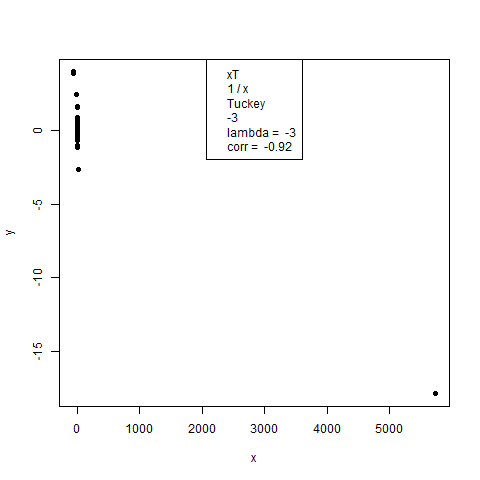 xT
1 / x
Tuckey
-3
lambda = -3
corr = -0.92
0
-5
-10
-15
y
0
1000
2000
3000
4000
5000
x